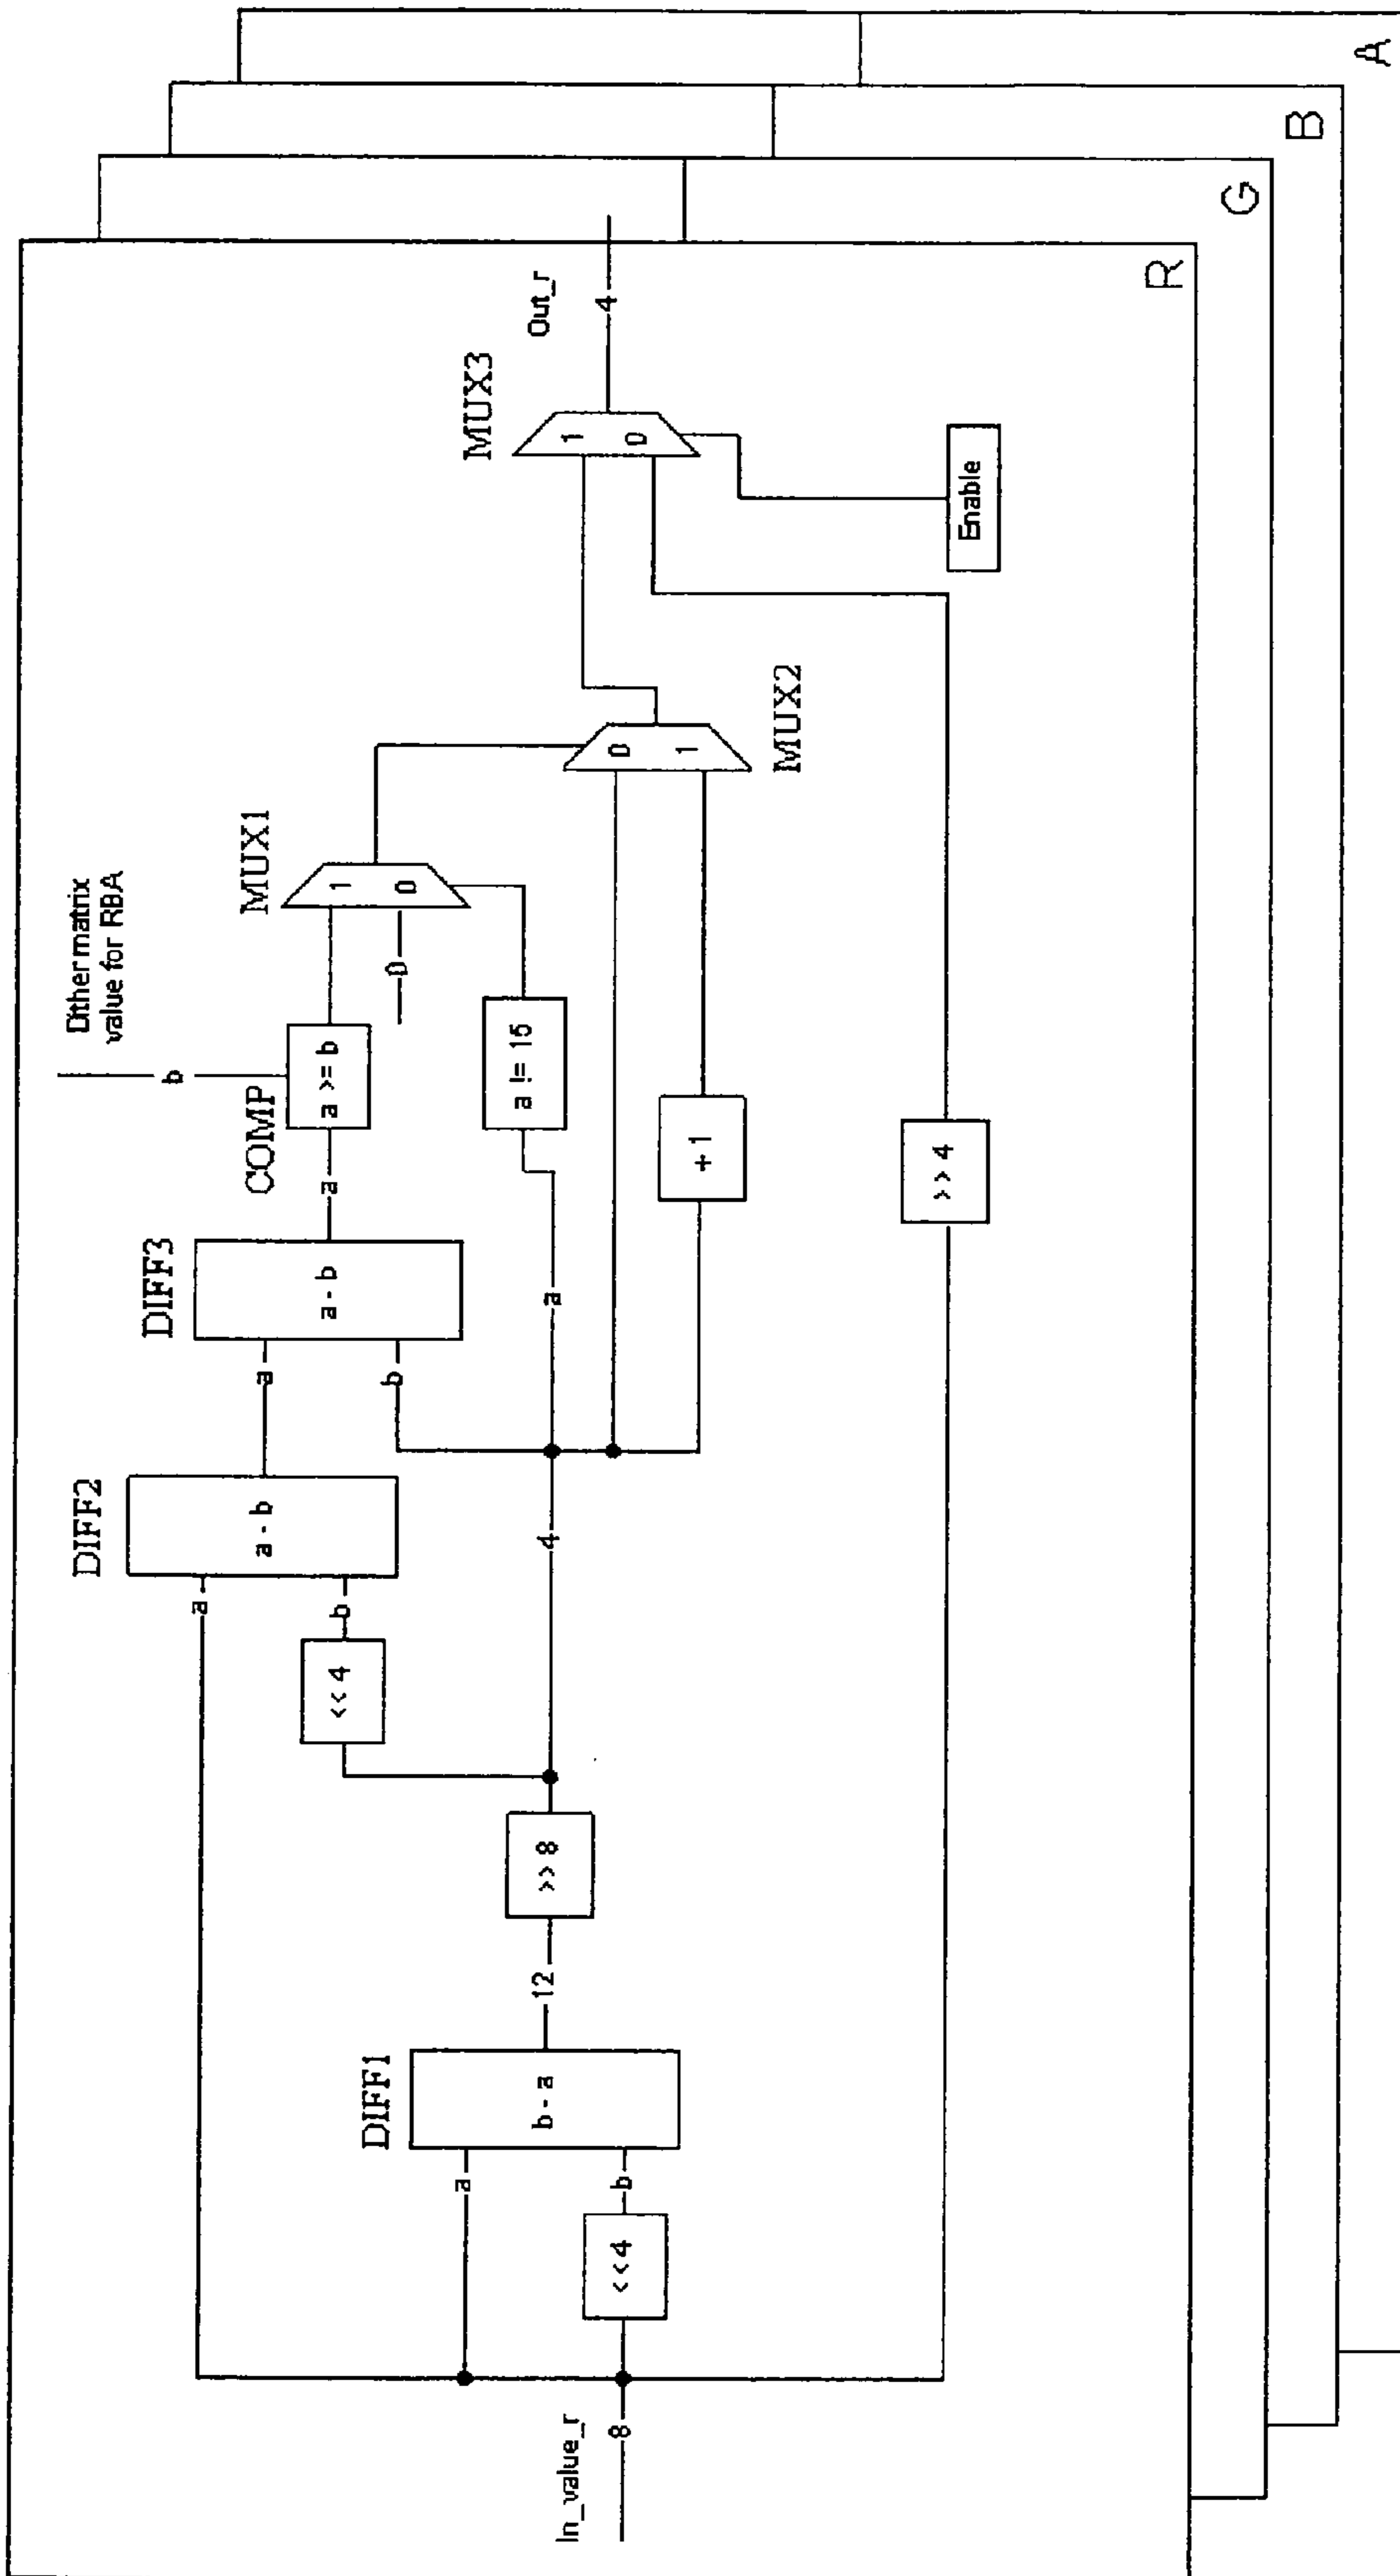 In_value_r
8
<< 4
a
b
DIFF1
b - a
12
>> 8
<< 4
a
b
DIFF2
a - b
4
a
b
DIFF3
a - b
a
a
COMP
a >= b
b
Dither matrix
value for RBA
a != 15
+ 1
>> 4
0
MUX1
1
0
MUX2
0
1
MUX3
1
0
Enable
Out_r
4
R
G
B
A